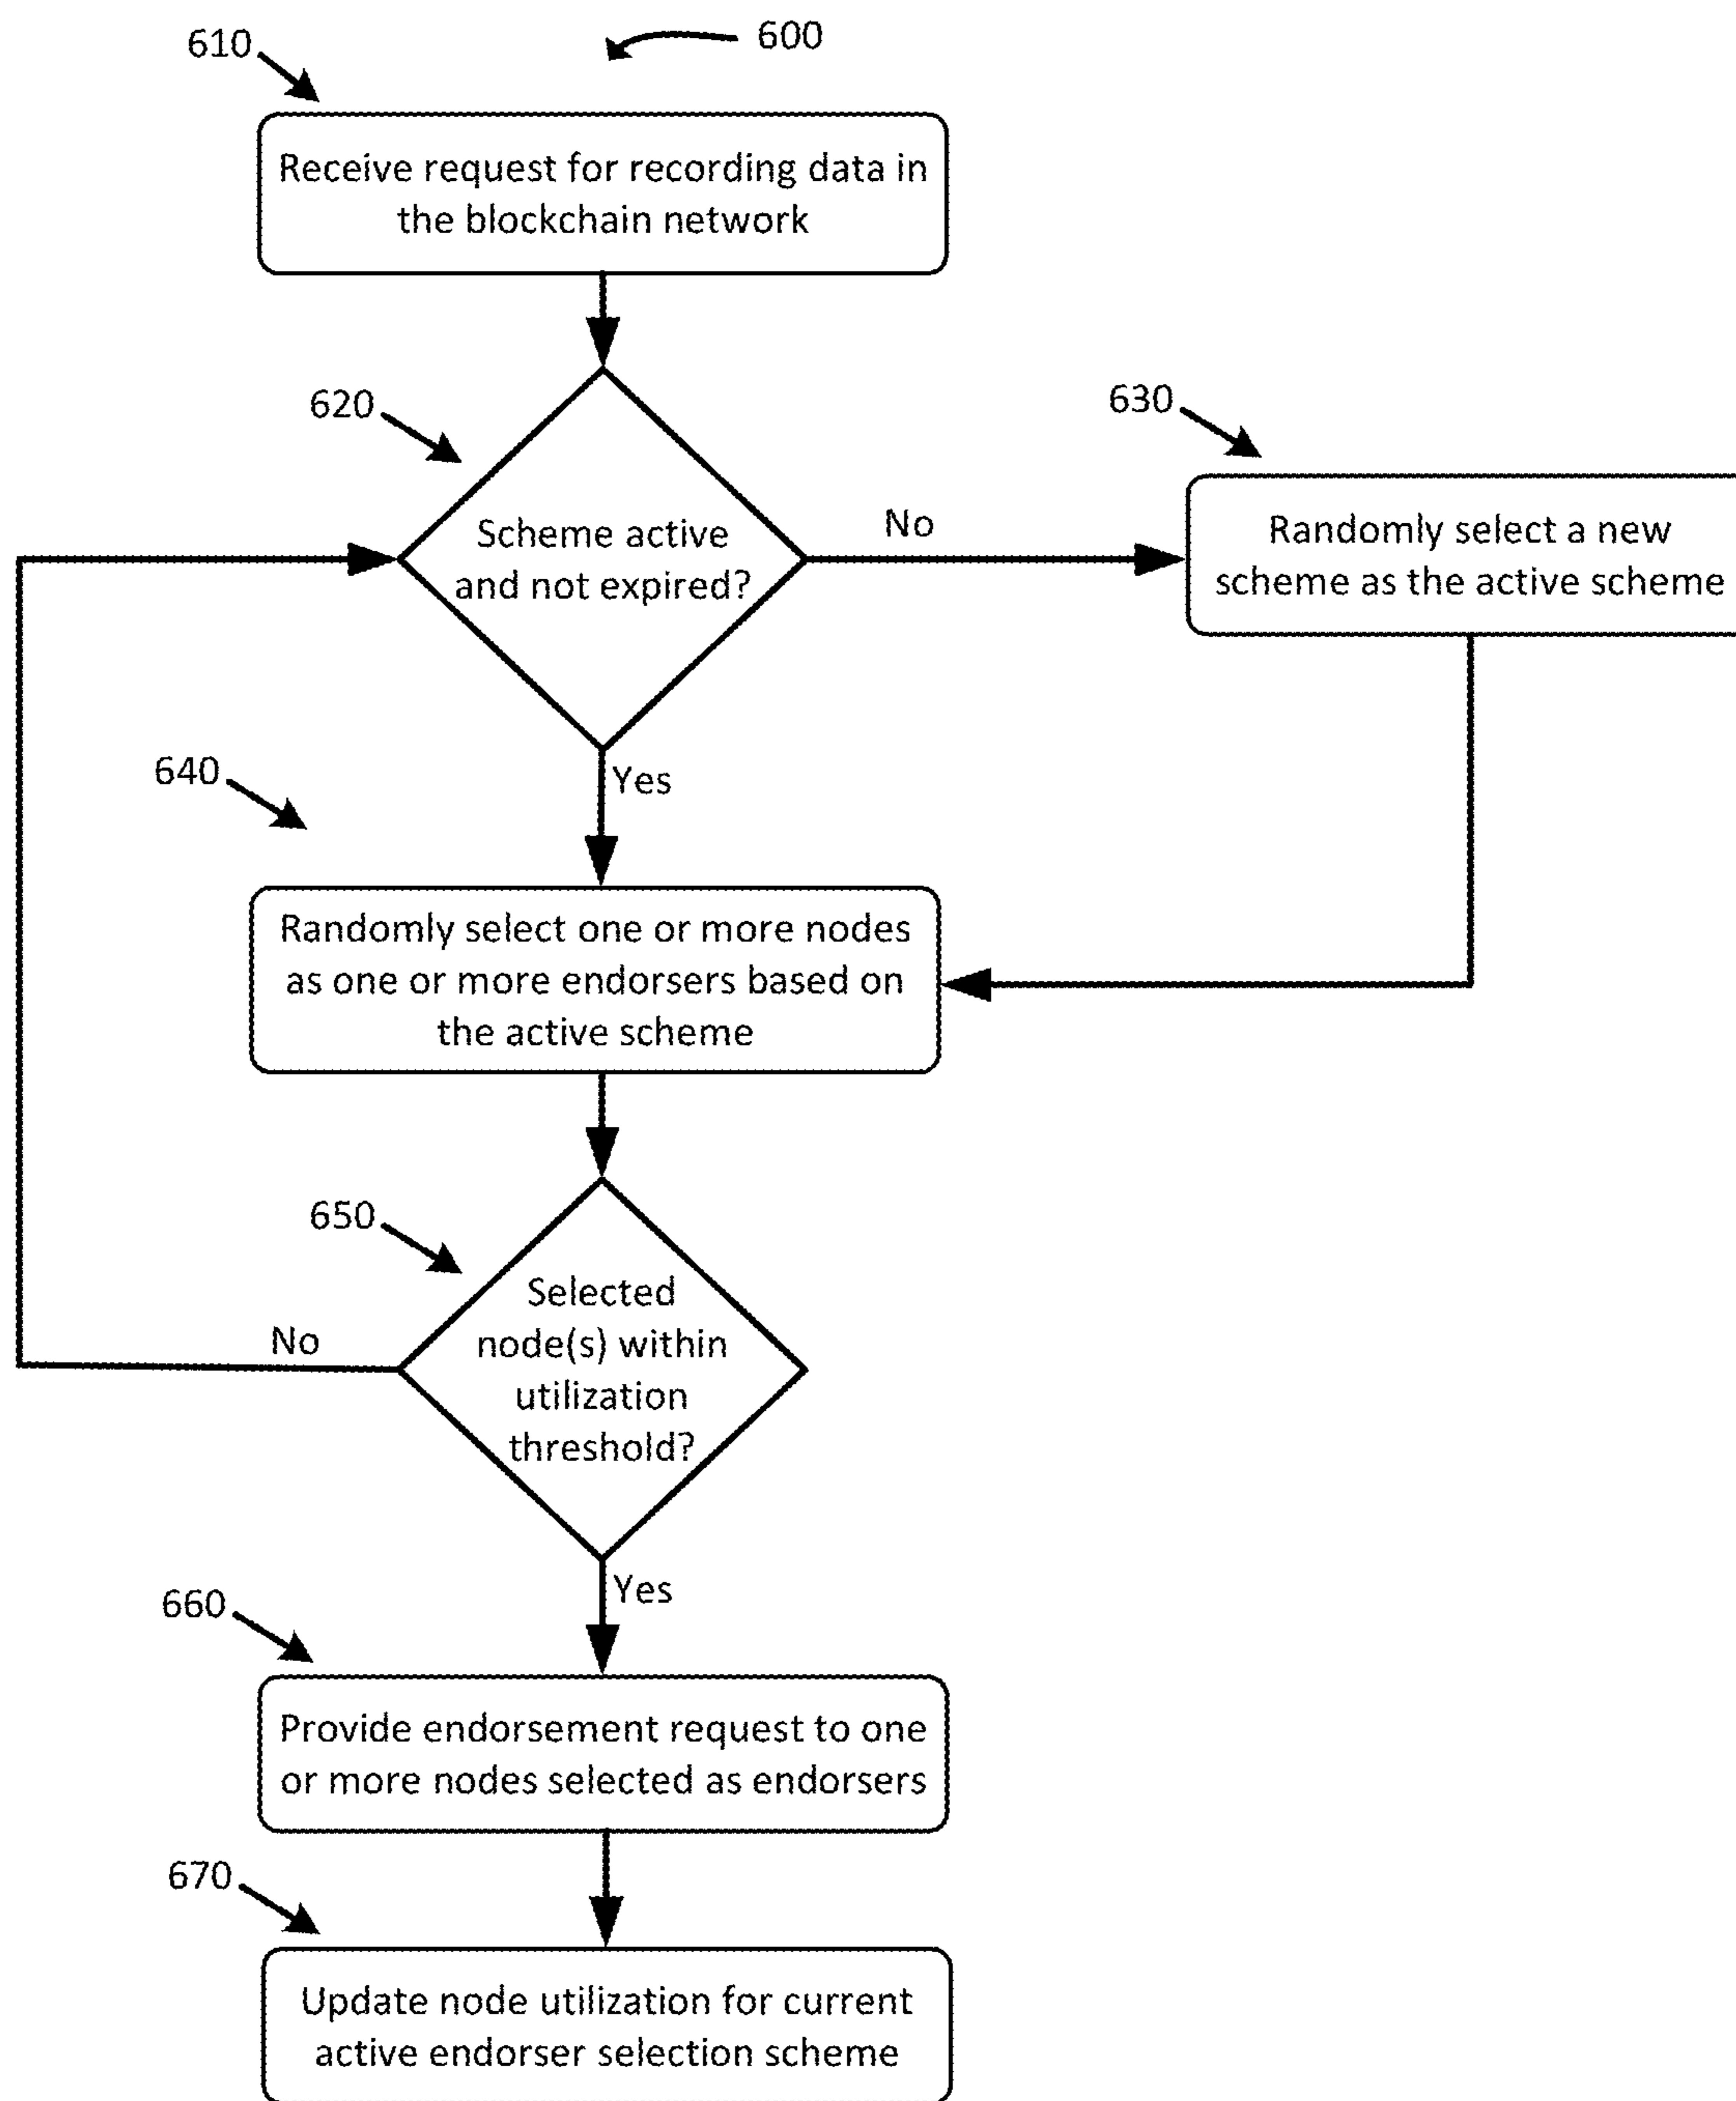 610
600
Receive request for recording data in
the blockchain network
620
630
Scheme active
and not expired?
No
Randomly select a new
scheme as the active scheme
640
Yes
Randomly select one or more nodes
as one or more endorsers based on
the active scheme
650
Selected
node(s) within
utilization
threshold?
No
Yes
660
Provide endorsement request to one
or more nodes selected as endorsers
670
Update node utilization for current
active endorser selection scheme